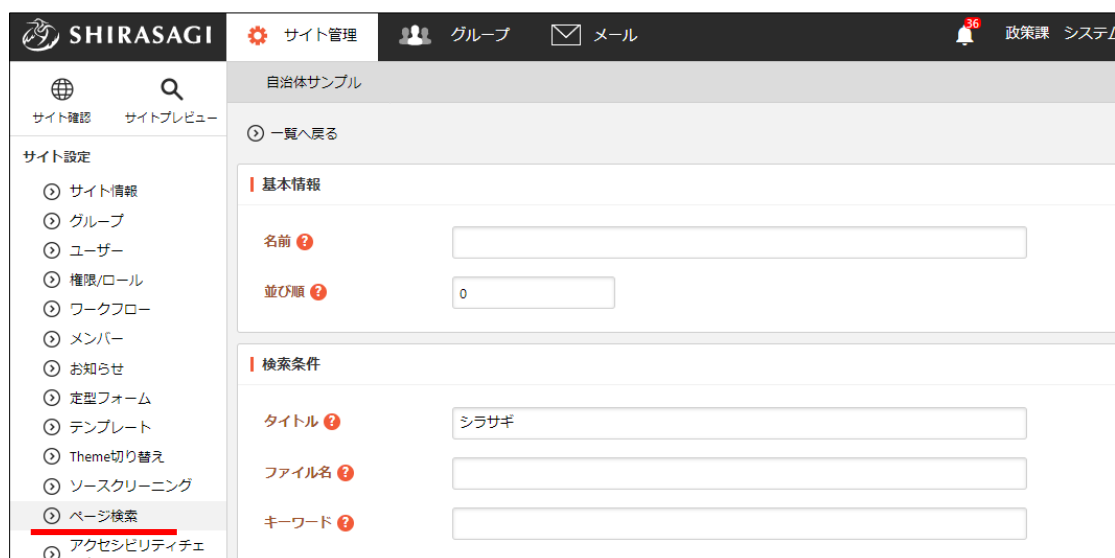 SHIRASAGI
サイト管理
グループ
メール
36
政策課 システム
サイト確認
サイトプレビュー
自治体サンプル
一覧へ戻る
サイト設定
サイト情報
グループ
ユーザー
権限/ロール
ワークフロー
メンバー
お知らせ
定型フォーム
テンプレート
Theme切り替え
ソースクリーニング
ページ検索
アクセシビリティチェ
基本情報
名前 ?
並び順 ?
0
検索条件
タイトル ?
シラサギ
ファイル名 ?
キーワード ?